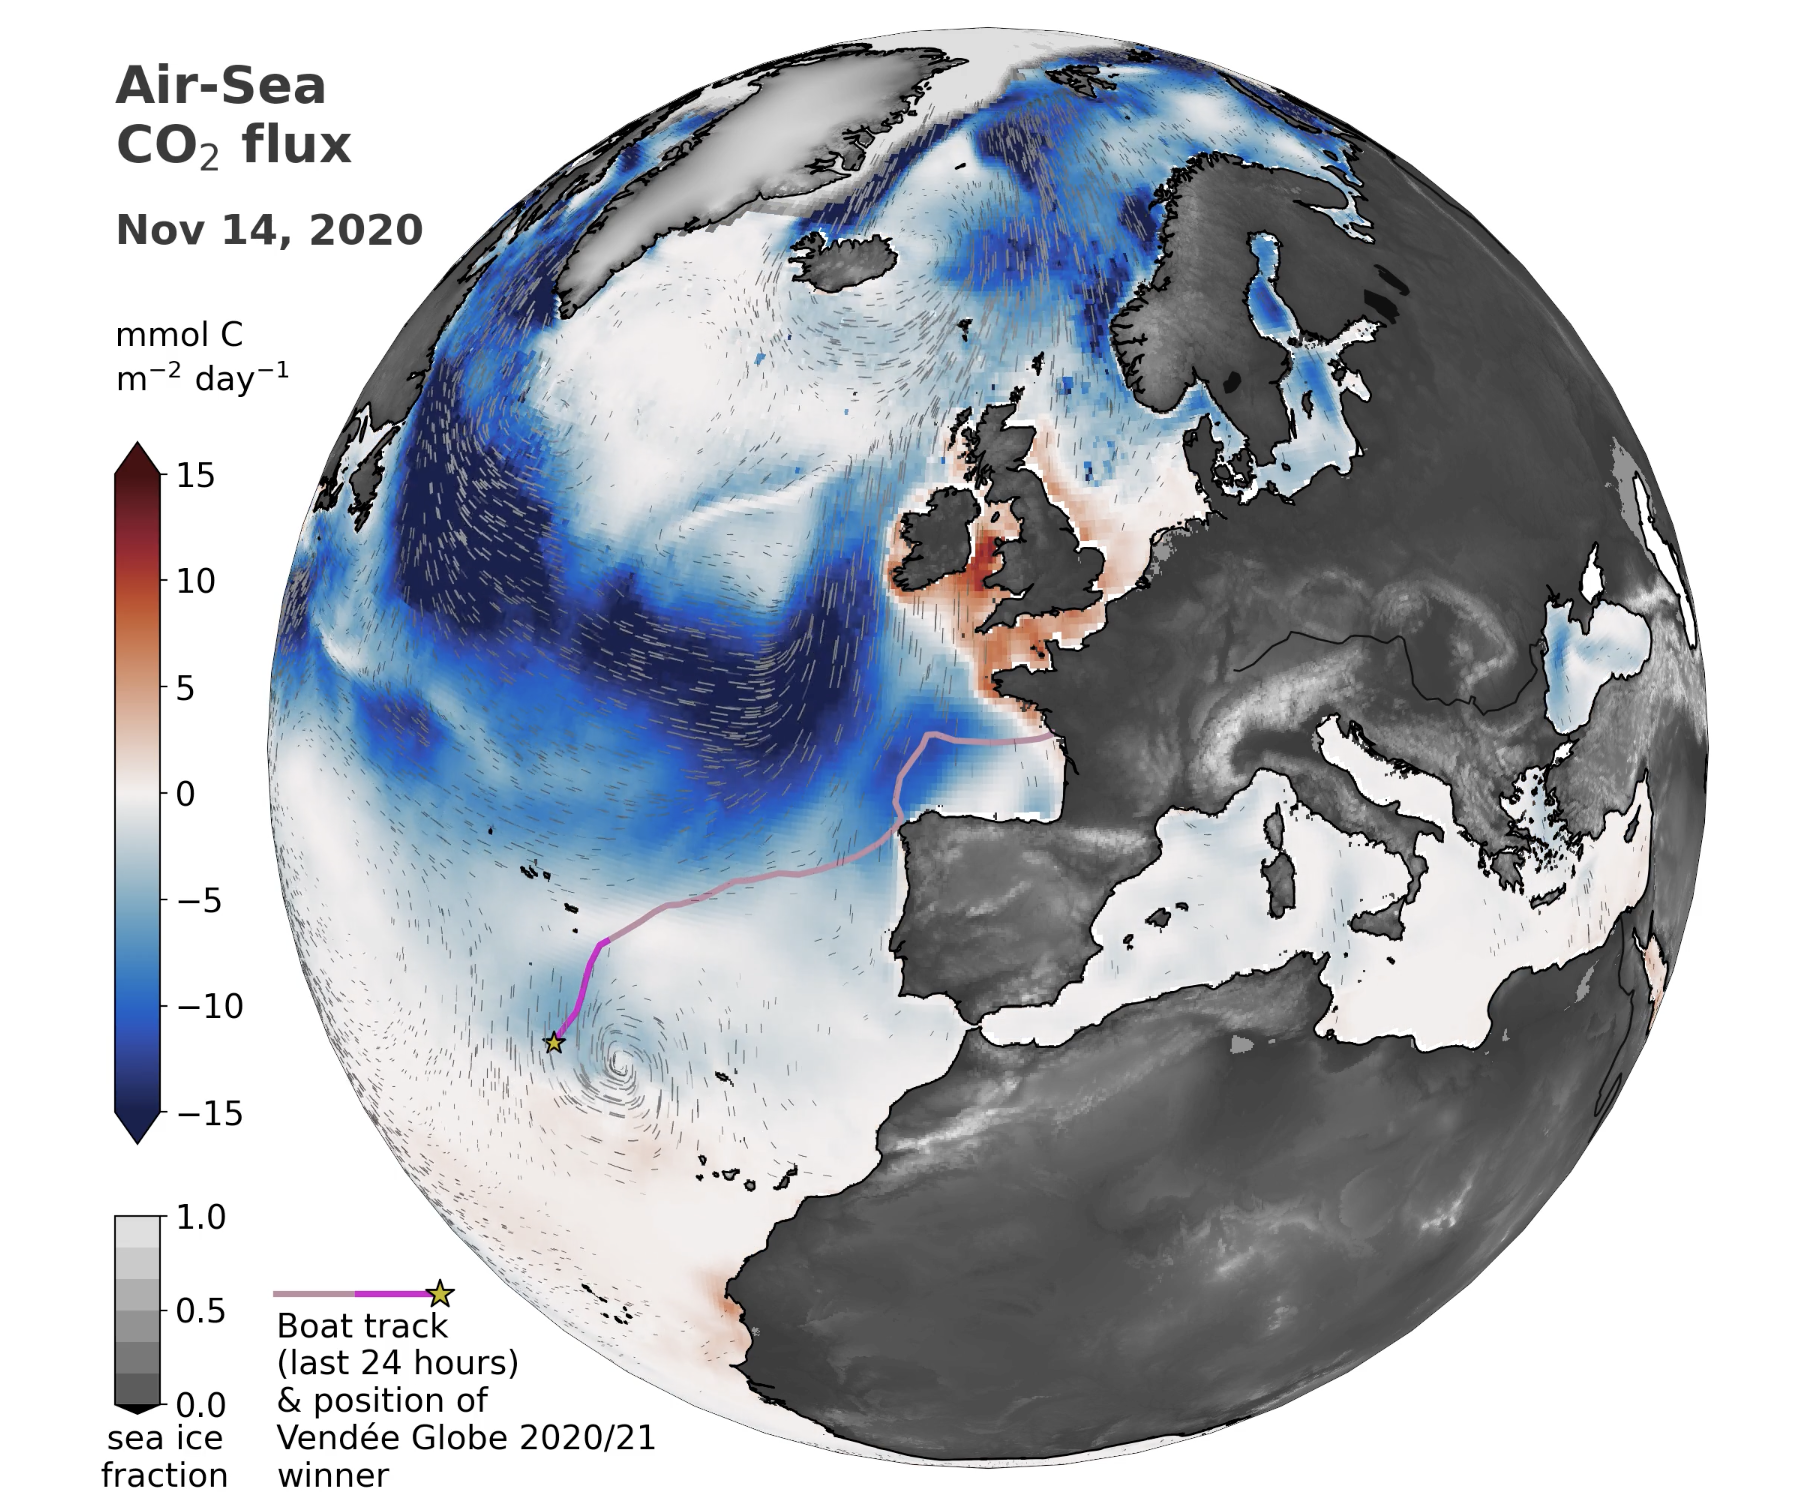 Air-Sea
CO₂ flux
Nov 14, 2020
mmol C
m⁻² day⁻¹
15
10
5
0
−5
−10
−15
1.0
0.5
0.0
sea ice
fraction
Boat track
(last 24 hours)
& position of
Vendée Globe 2020/21
winner